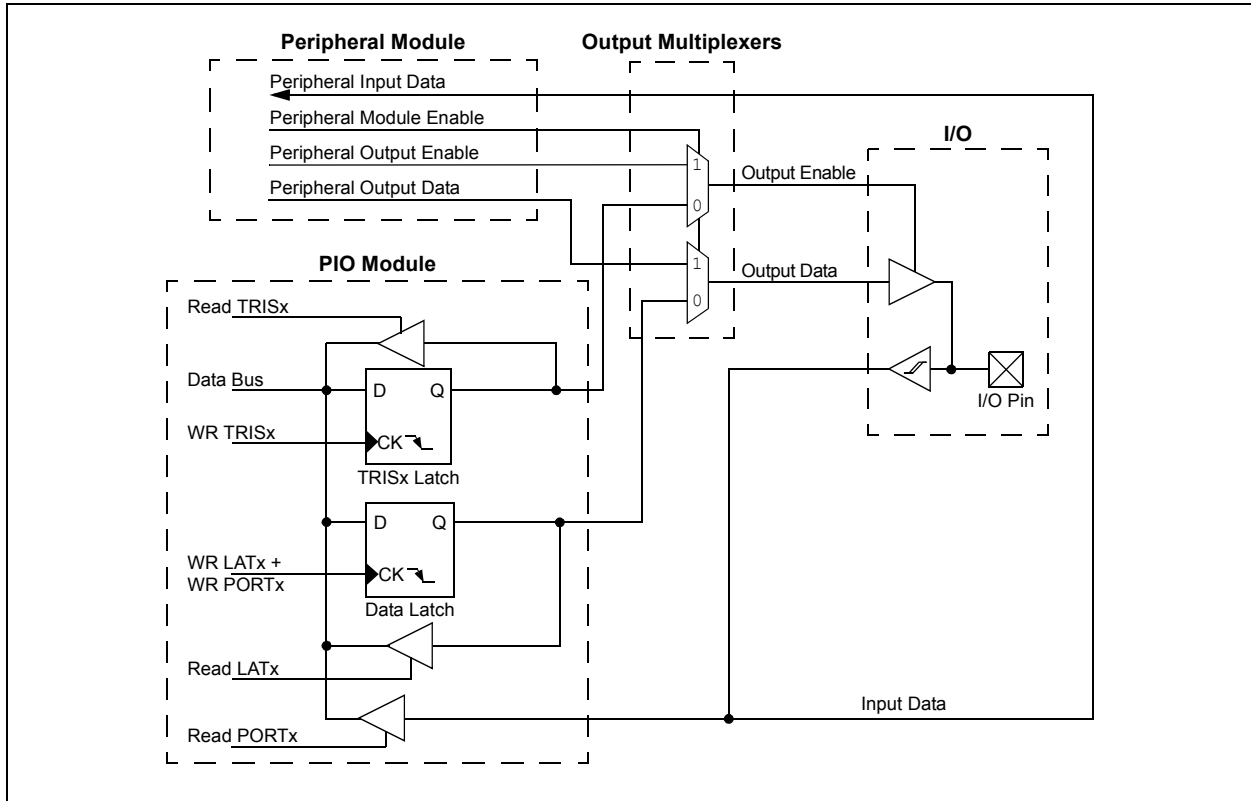 Peripheral Module
Output Multiplexers
Peripheral Input Data
Peripheral Module Enable
Peripheral Output Enable
Peripheral Output Data
1
0
Output Enable
I/O
PIO Module
1
0
Output Data
Read TRISx
Data Bus
D
Q
WR TRISx
CK
TRISx Latch
I/O Pin
D
Q
WR LATx +
WR PORTx
CK
Data Latch
Read LATx
Input Data
Read PORTx